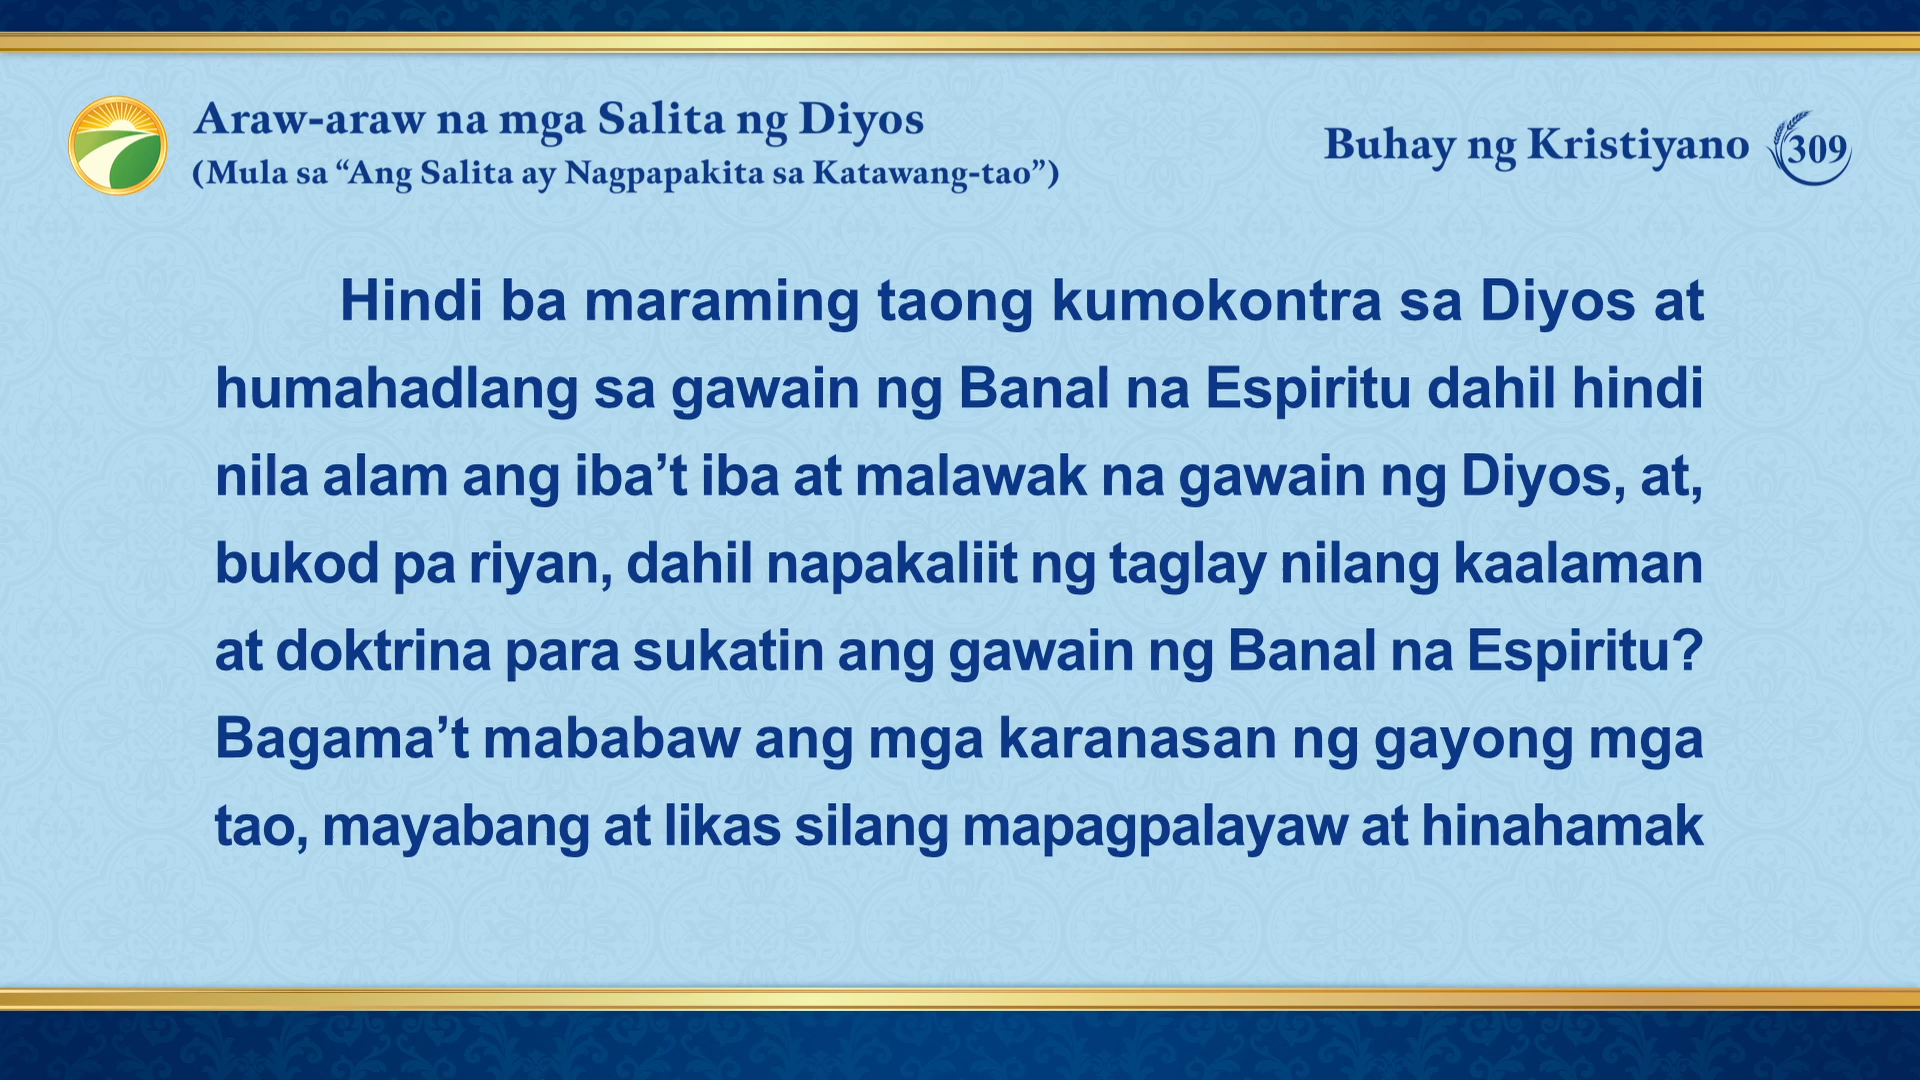 Araw-araw na mga Salita ng Diyos
(Mula sa “Ang Salita ay Nagpapakita sa Katawang-tao”)
Buhay ng Kristiyano 309
Hindi ba maraming taong kumokontra sa Diyos at
humahadlang sa gawain ng Banal na Espiritu dahil hindi
nila alam ang iba’t iba at malawak na gawain ng Diyos, at,
bukod pa riyan, dahil napakaliit ng taglay nilang kaalaman
at doktrina para sukatin ang gawain ng Banal na Espiritu?
Bagama’t mababaw ang mga karanasan ng gayong mga
tao, mayabang at likas silang mapagpalayaw at hinahamak